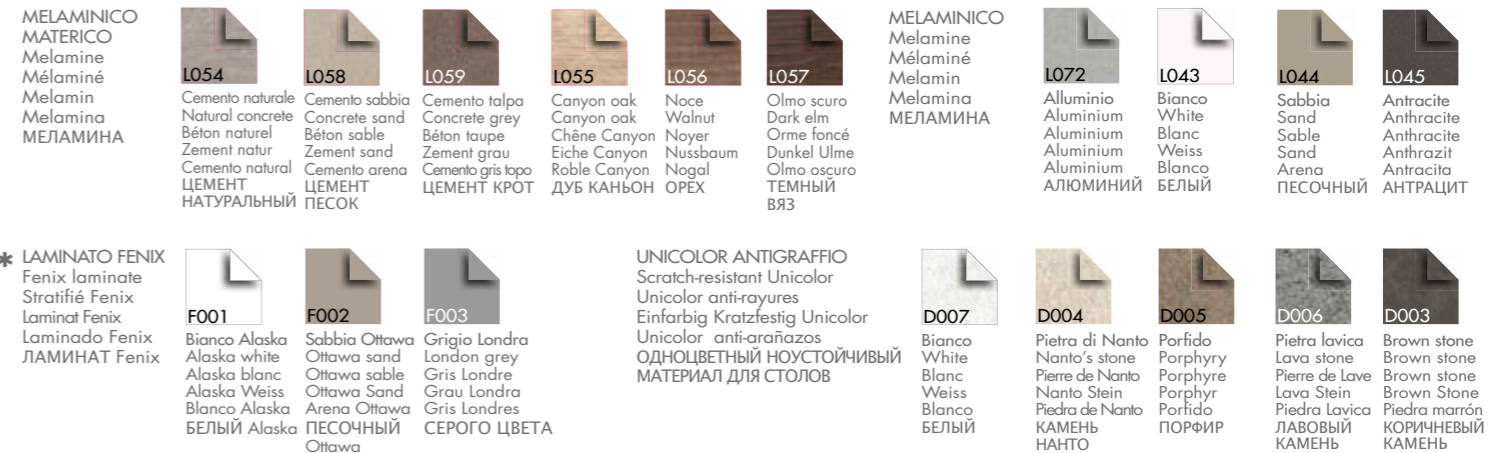 MELAMINICO
MATERICO
Melamine
Mélaminé
Melamin
Melamina
МЕЛАМИНА
L054
Cemento naturale
Natural concrete
Béton naturel
Zement natur
Cemento natural
ЦЕМЕНТ
НАТУРАЛЬНЫЙ
L058
Cemento sabbia
Concrete sand
Béton sable
Zement sand
Cemento arena
ЦЕМЕНТ
ПЕСОК
L059
Cemento talpa
Concrete grey
Béton taupe
Zement grau
Cemento gris topo
ЦЕМЕНТ КРОТ
L055
Canyon oak
Canyon oak
Chêne Canyon
Eiche Canyon
Roble Canyon
ДУБ КАНЬОН
L056
Noce
Walnut
Noyer
Nussbaum
Nogal
ОРЕХ
L057
Olmo scuro
Dark elm
Orme foncé
Dunkel Ulme
Olmo oscuro
ТЕМНЫЙ
ВЯЗ
MELAMINICO
Melamine
Mélaminé
Melamin
Melamina
МЕЛАМИНА
L072
Alluminio
Aluminium
Aluminium
Aluminium
Aluminium
АЛЮМИНИЙ
L043
Bianco
White
Blanc
Weiss
Blanco
БЕЛЫЙ
L044
Sabbia
Sand
Sable
Sand
Arena
ПЕСОЧНЫЙ
L045
Antracite
Anthracite
Anthracite
Anthrazit
Antracita
АНТРАЦИТ
* LAMINATO FENIX
Fenix laminate
Stratifié Fenix
Laminat Fenix
Laminado Fenix
ЛАМИНАТ Fenix
F001
Bianco Alaska
Alaska white
Alaska blanc
Alaska Weiss
Blanco Alaska
БЕЛЫЙ Alaska
F002
Sabbia Ottawa
Ottawa sand
Ottawa sable
Ottawa Sand
Arena Ottawa
ПЕСОЧНЫЙ
Ottawa
F003
Grigio Londra
London grey
Gris Londre
Grau Londra
Gris Londres
СЕРОГО ЦВЕТА
UNICOLOR ANTIGRAFFIO
Scratch-resistant Unicolor
Unicolor anti-rayures
Einfarbig Kratzfestig Unicolor
Unicolor anti-arañazos
ОДНОЦВЕТНЫЙ НОУСТОЙЧИВЫЙ
МАТЕРИАЛ ДЛЯ СТОЛОВ
D007
Bianco
White
Blanc
Weiss
Blanco
БЕЛЫЙ
D004
Pietra di Nanto
Nanto's stone
Pierre de Nanto
Nanto Stein
Piedra de Nanto
КАМЕНЬ
НАНТО
D005
Porfido
Porphyry
Porphyre
Porphyr
Porfido
ПОРФИР
D006
Pietra lavica
Lava stone
Pierre de Lave
Lava Stein
Piedra Lavica
ЛАВОВЫЙ
КАМЕНЬ
D003
Brown stone
Brown stone
Brown stone
Brown Stone
Piedra marrón
КОРИЧНЕВЫЙ
КАМЕНЬ